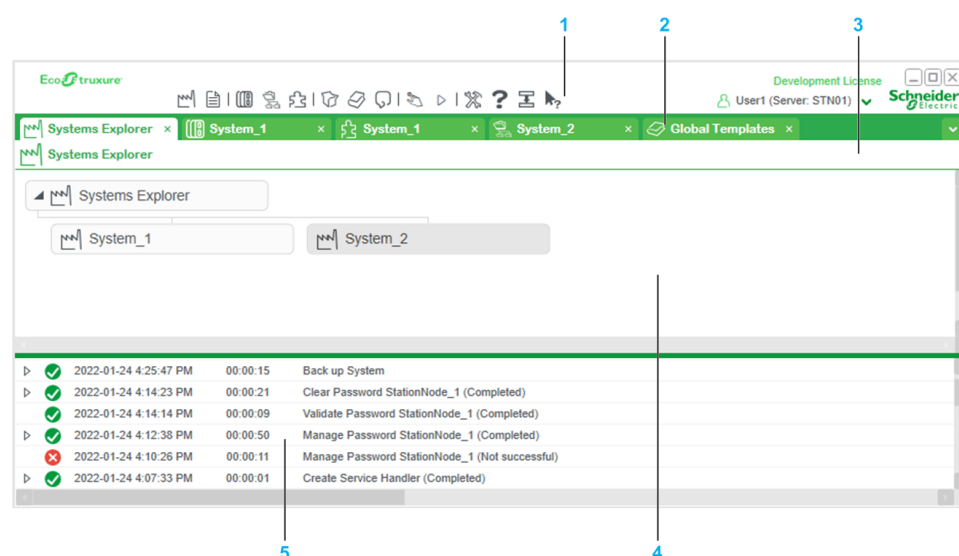 1 2 3
EcoStruxure
Development License
User1 (Server: STN01)
Schneider
Electric
Systems Explorer × System_1 × System_1 × System_2 × Global Templates ×
Systems Explorer
Systems Explorer
System_1 System_2
2022-01-24 4:25:47 PM 00:00:15 Back up System
2022-01-24 4:14:23 PM 00:00:21 Clear Password StationNode_1 (Completed)
2022-01-24 4:14:14 PM 00:00:09 Validate Password StationNode_1 (Completed)
2022-01-24 4:12:38 PM 00:00:50 Manage Password StationNode_1 (Completed)
2022-01-24 4:10:26 PM 00:00:11 Manage Password StationNode_1 (Not successful)
2022-01-24 4:07:33 PM 00:00:01 Create Service Handler (Completed)
5 4